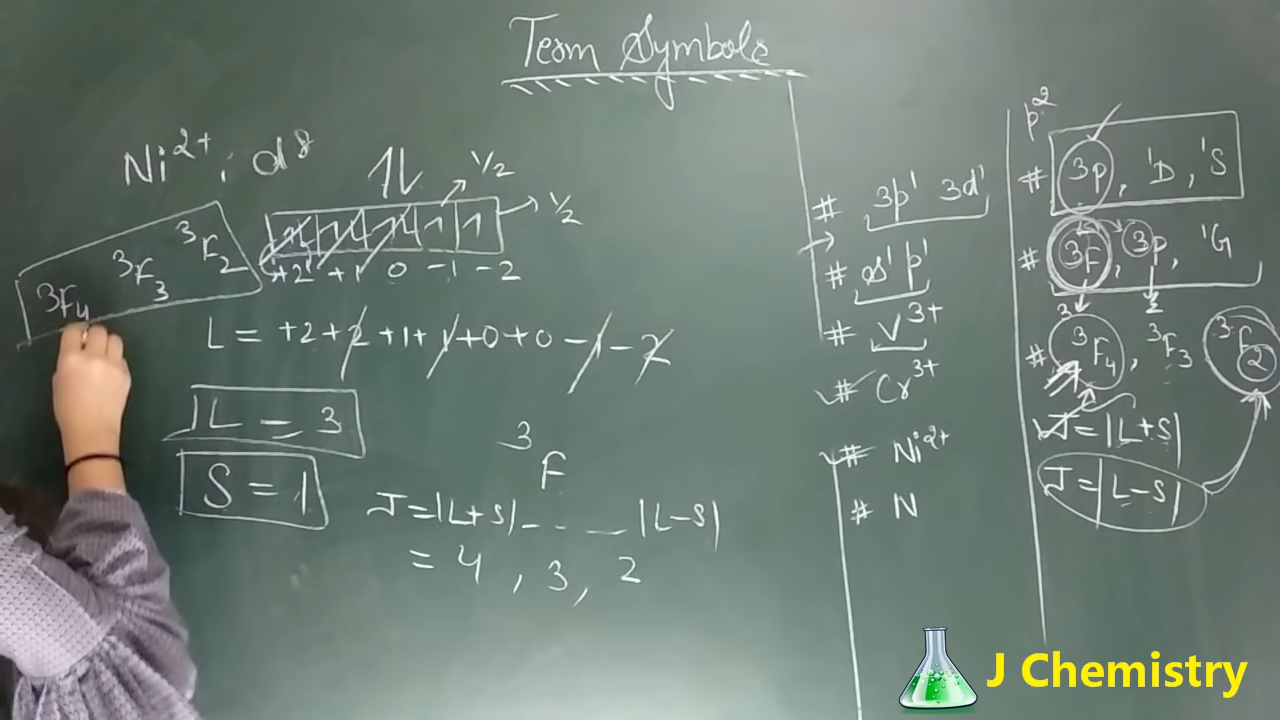 Term Symbols
Ni2+ : d8
1/2
1/2
+2 +1 0 -1 -2
3F4 3F3 3F2
L = +2+2+1+1+0+0-1-2
L = 3
S = 1
3F
J = |L+S| - - - |L-S|
= 4, 3, 2
# 3p1 3d1
# s1 p1
# V3+
# Cr3+
# Ni2+
# N
p2
# 3p, 1D, 1S
# 3F, 3p, 1G
3 2
# 3F4, 3F3 3F2
J = |L+S|
J = |L-S|
J Chemistry